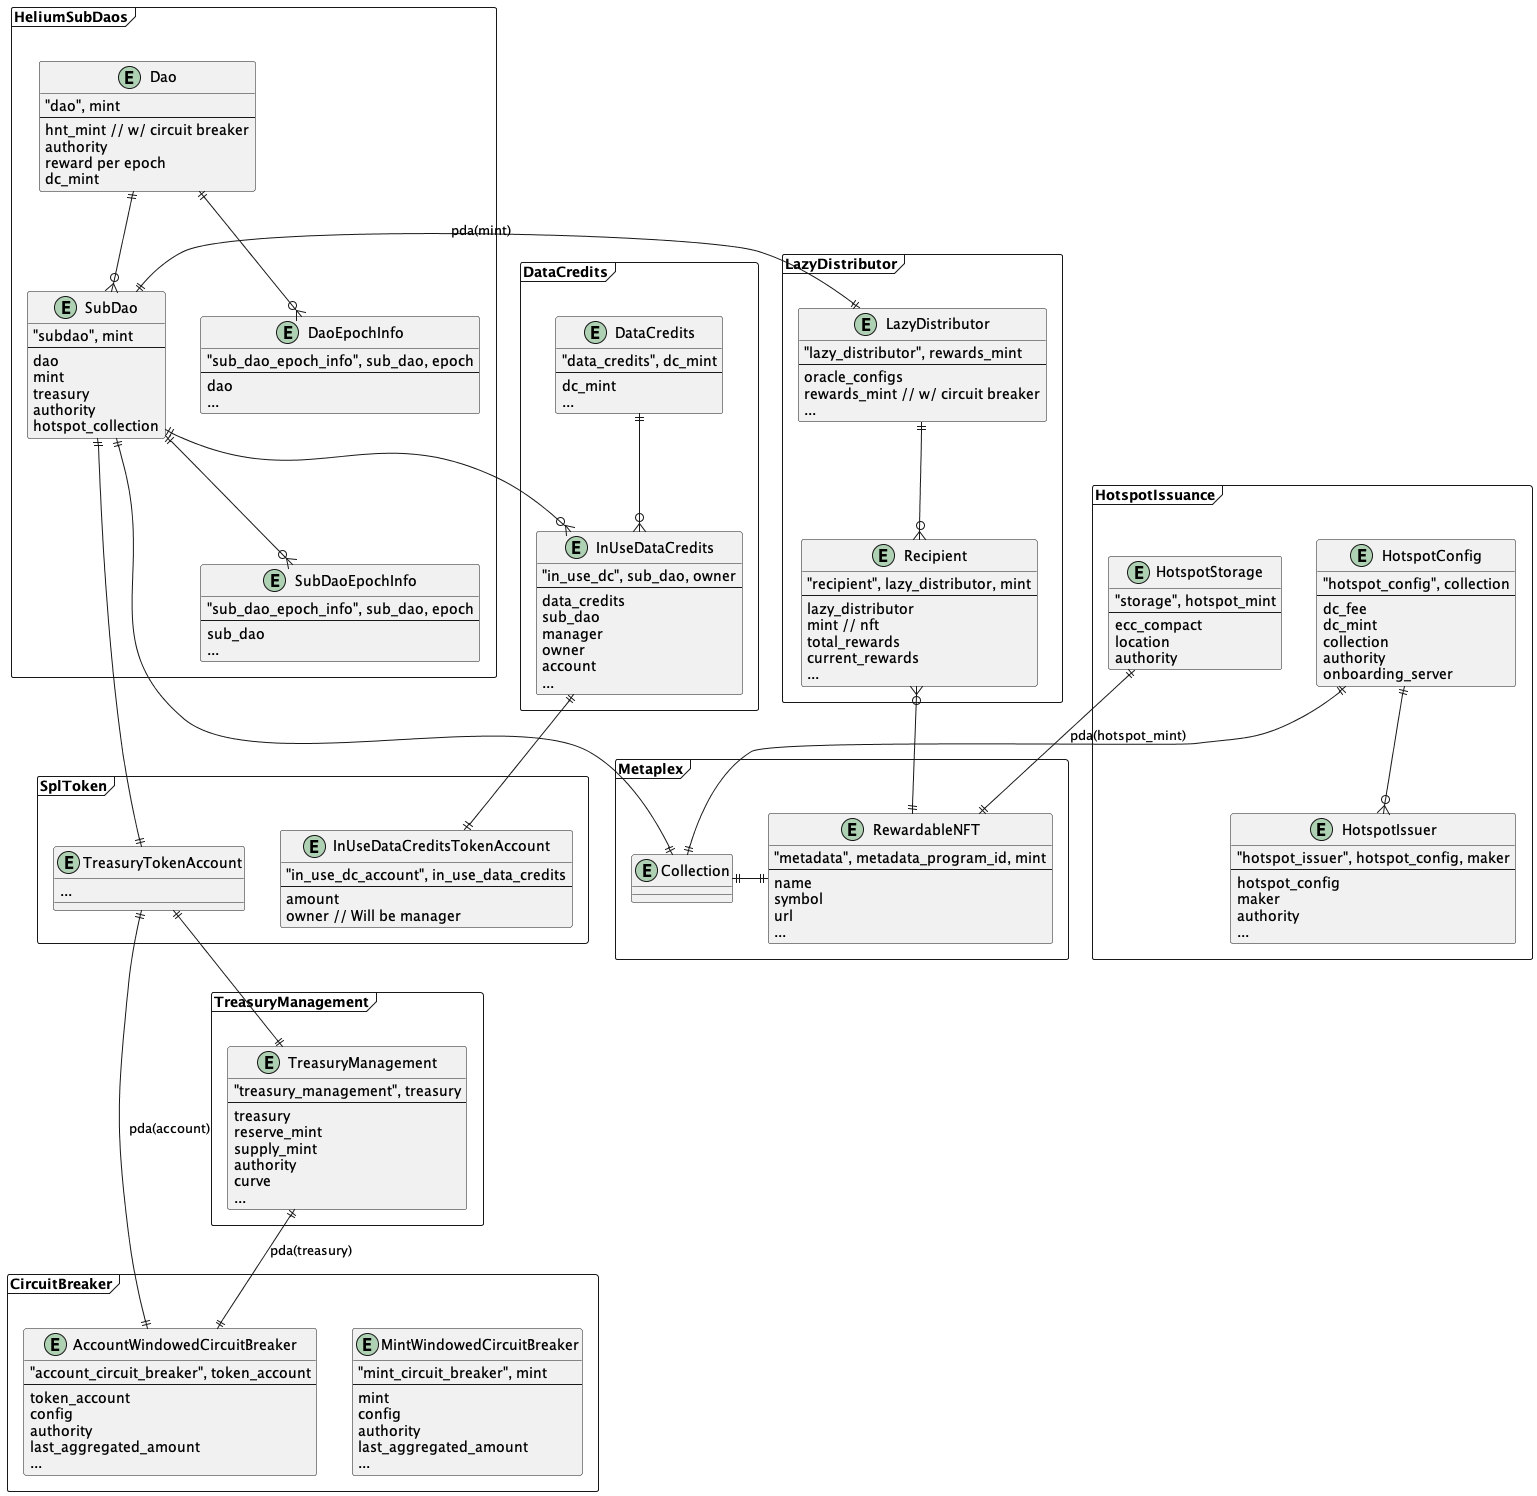 HeliumSubDaos
E Dao
"dao", mint
hnt_mint // w/ circuit breaker
authority
reward per epoch
dc_mint
pda(mint)
E SubDao
"subdao", mint
dao
mint
treasury
authority
hotspot_collection
E DaoEpochInfo
"sub_dao_epoch_info", sub_dao, epoch
dao
...
E SubDaoEpochInfo
"sub_dao_epoch_info", sub_dao, epoch
sub_dao
...
DataCredits
E DataCredits
"data_credits", dc_mint
dc_mint
...
E InUseDataCredits
"in_use_dc", sub_dao, owner
data_credits
sub_dao
manager
owner
account
...
LazyDistributor
E LazyDistributor
"lazy_distributor", rewards_mint
oracle_configs
rewards_mint // w/ circuit breaker
...
E Recipient
"recipient", lazy_distributor, mint
lazy_distributor
mint // nft
total_rewards
current_rewards
...
HotspotIssuance
E HotspotStorage
"storage", hotspot_mint
ecc_compact
location
authority
E HotspotConfig
"hotspot_config", collection
dc_fee
dc_mint
collection
authority
onboarding_server
pda(hotspot_mint)
E HotspotIssuer
"hotspot_issuer", hotspot_config, maker
hotspot_config
maker
authority
...
Metaplex
E Collection
E RewardableNFT
"metadata", metadata_program_id, mint
name
symbol
url
...
SplToken
E TreasuryTokenAccount
...
E InUseDataCreditsTokenAccount
"in_use_dc_account", in_use_data_credits
amount
owner // Will be manager
TreasuryManagement
E TreasuryManagement
"treasury_management", treasury
treasury
reserve_mint
supply_mint
authority
curve
...
pda(account)
pda(treasury)
CircuitBreaker
E AccountWindowedCircuitBreaker
"account_circuit_breaker", token_account
token_account
config
authority
last_aggregated_amount
...
E MintWindowedCircuitBreaker
"mint_circuit_breaker", mint
mint
config
authority
last_aggregated_amount
...